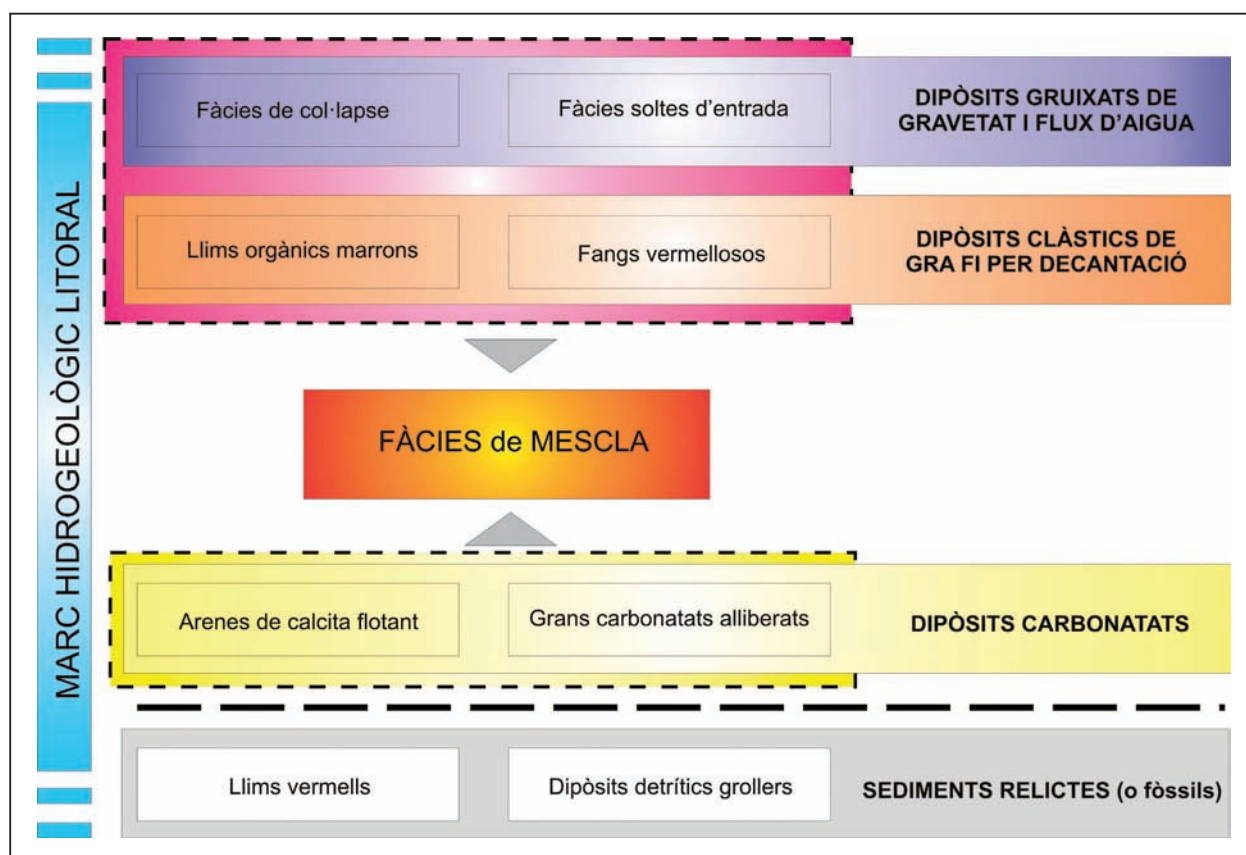 MARC HIDROGEOLÒGIC LITORAL
Fàcies de col·lapse
Fàcies soltes d’entrada
DIPÒSITS GRUIXATS DE
GRAVETAT I FLUX D’AIGUA
Llims orgànics marrons
Fangs vermellosos
DIPÒSITS CLÀSTICS DE
GRA FI PER DECANTACIÓ
FÀCIES de MESCLA
Arenes de calcita flotant
Grans carbonatats alliberats
DIPÒSITS CARBONATATS
Llims vermells
Dipòsits detrítics grollers
SEDIMENTS RELICTES (o fòssils)